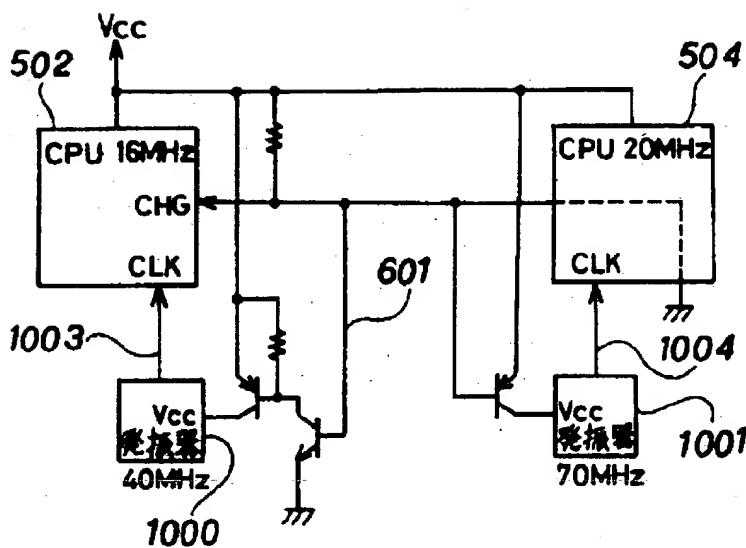 Vcc
502
504
CPU 16MHz
CPU 20MHz
CHG
CLK
601
CLK
1003
1004
Vcc
発振器
40MHz
Vcc
発振器
70MHz
1001
1000